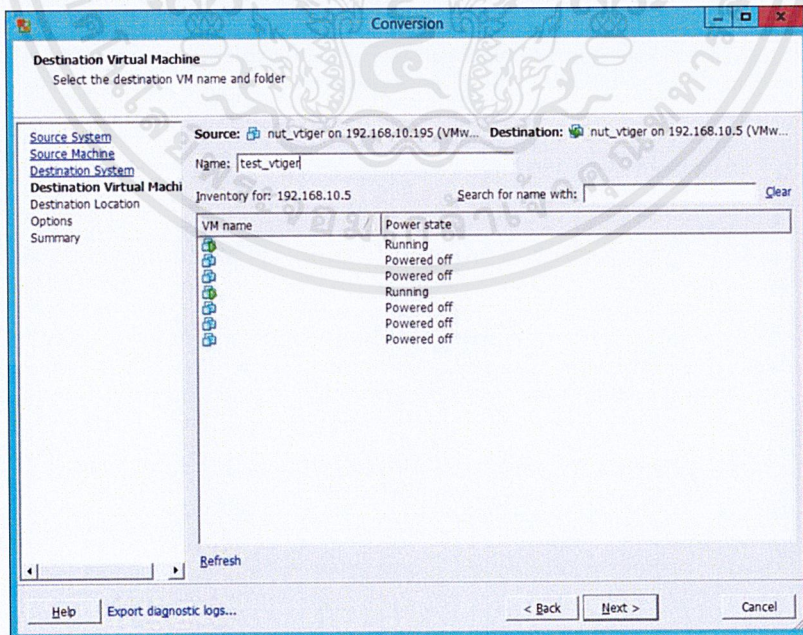 Conversion
Destination Virtual Machine
Select the destination VM name and folder
Source System
Source Machine
Destination System
Destination Virtual Machi
Destination Location
Options
Summary
Source: nut_vtiger on 192.168.10.195 (VMw... Destination: nut_vtiger on 192.168.10.5 (VMw...
Name: test_vtiger
Inventory for: 192.168.10.5 Search for name with: Clear
VM name / Power state
Running
Powered off
Powered off
Running
Powered off
Powered off
Powered off
Refresh
Help Export diagnostic logs... < Back Next > Cancel